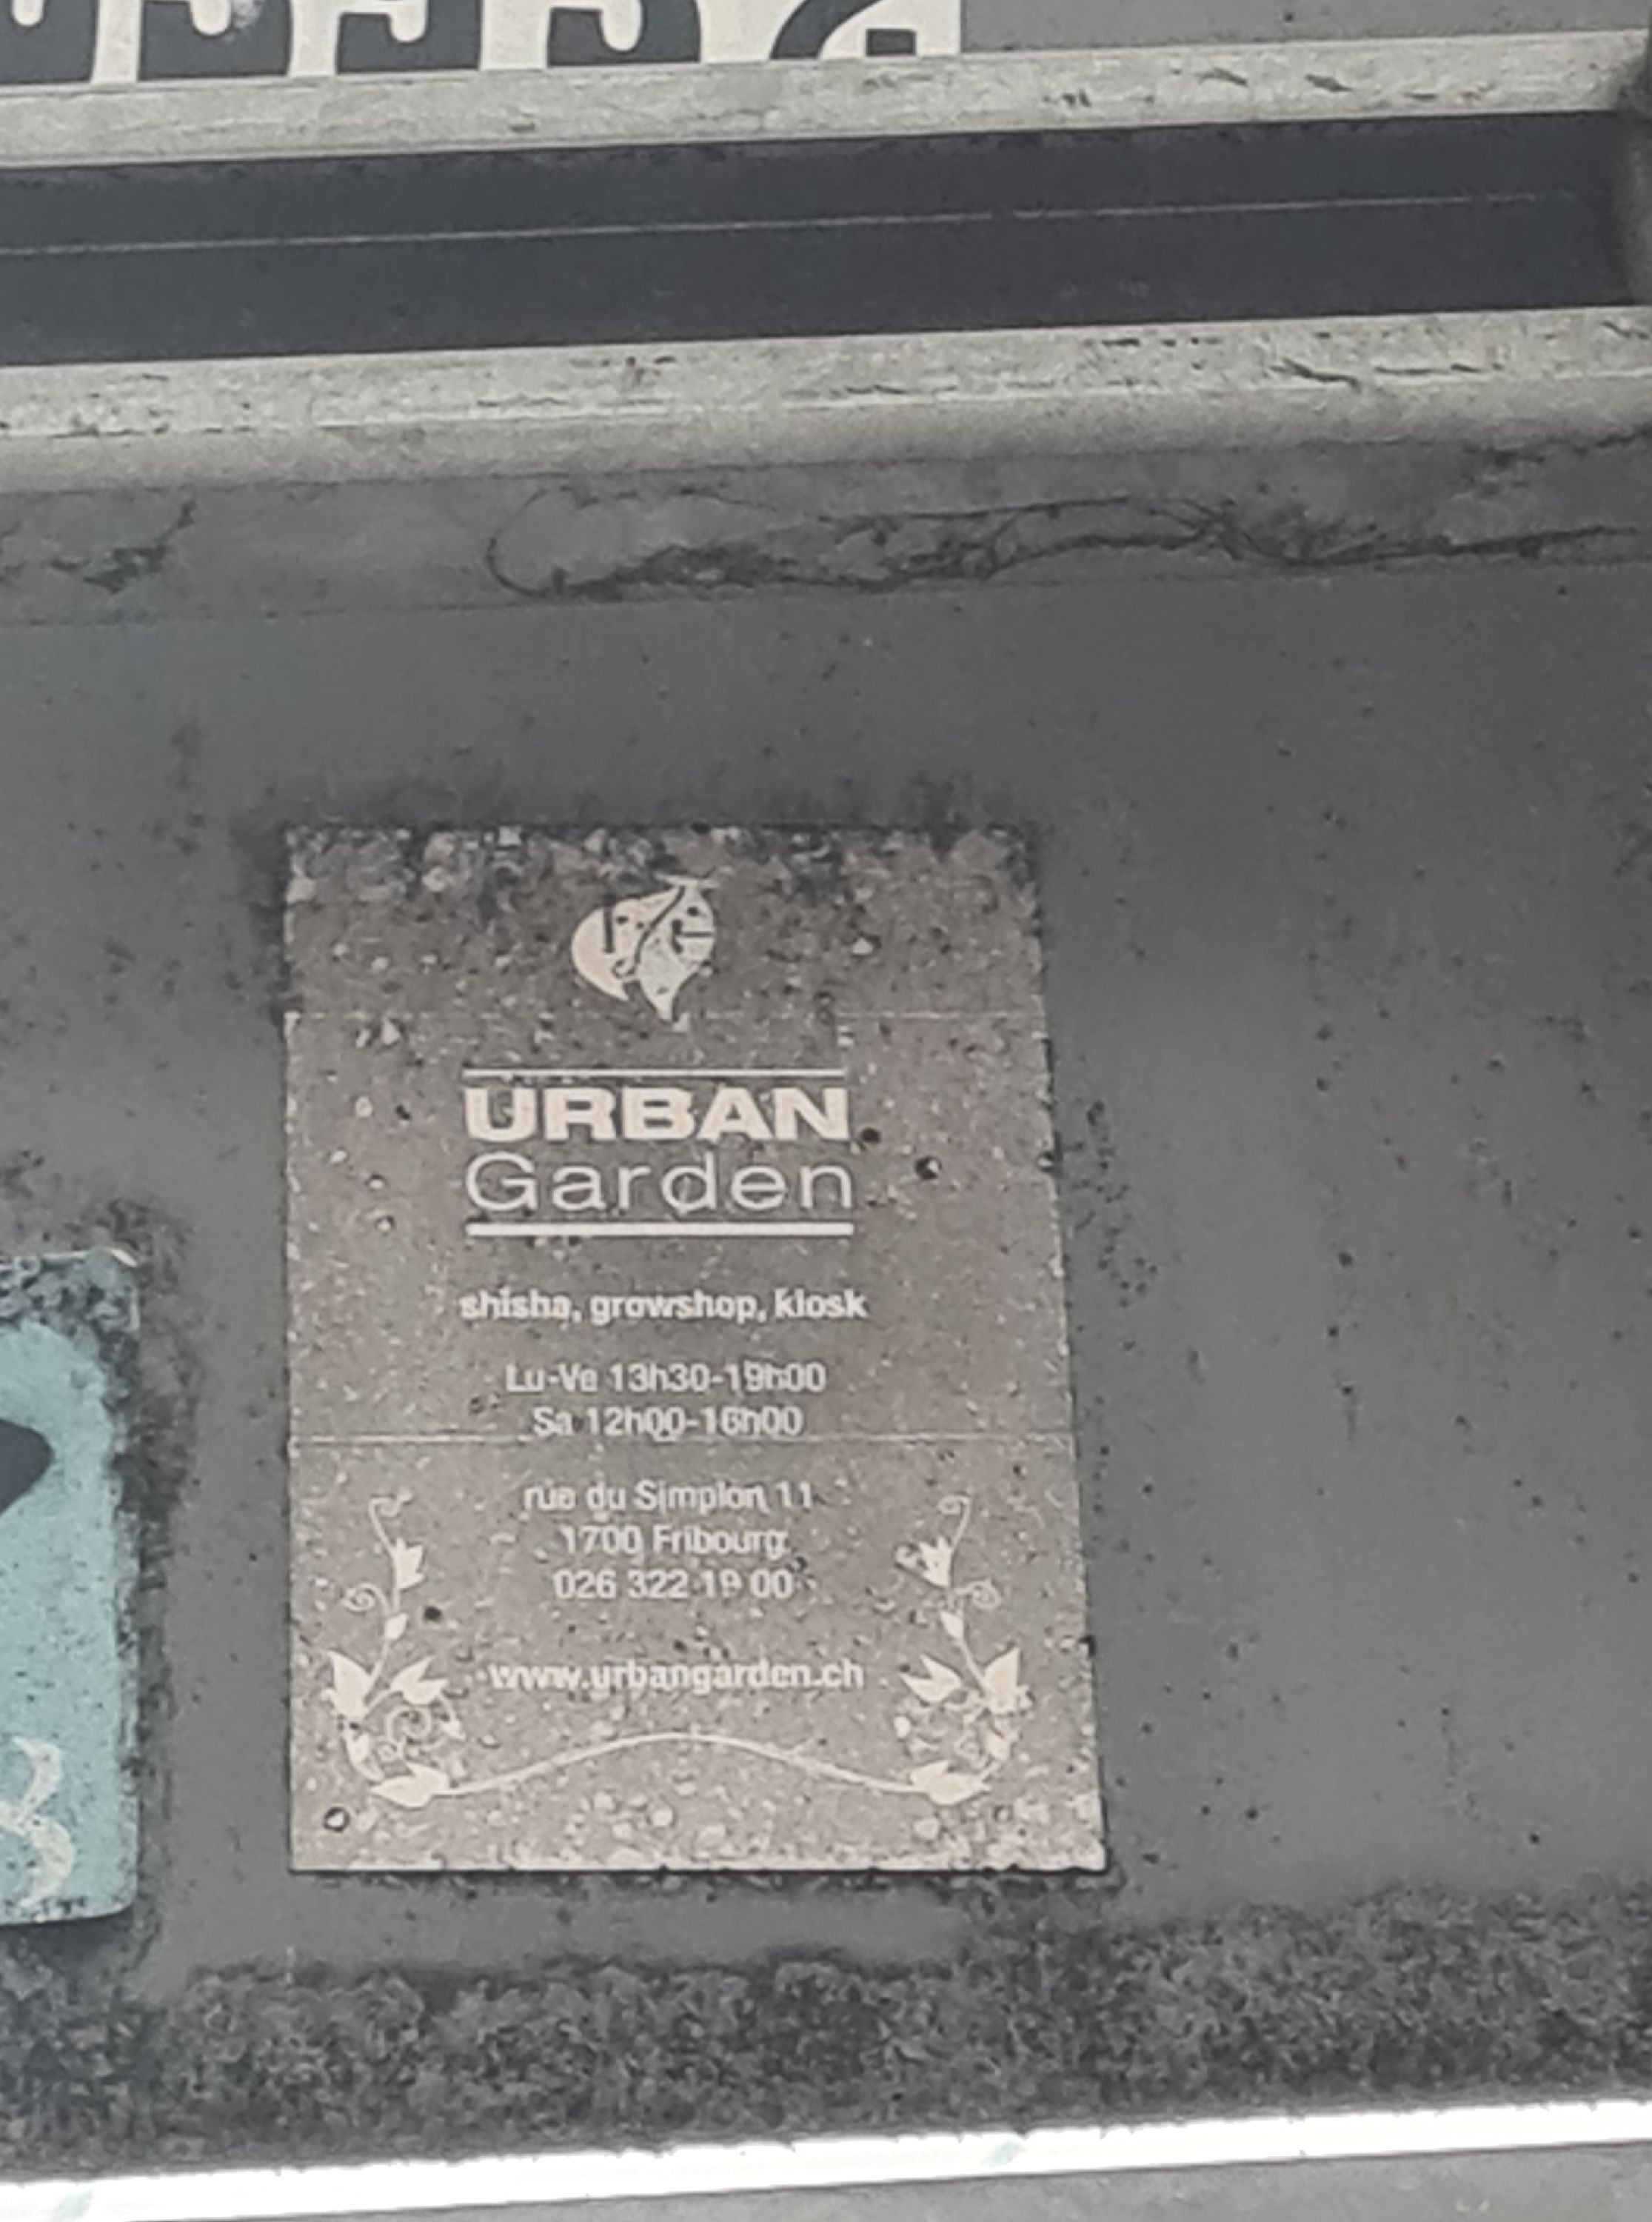 URBAN
Garden
shisha, growshop, kiosk
Lu-Ve 13h30-19h00
Sa 12h00-16h00
rue du Simplon 11
1700 Fribourg
026 322 19 00
www.urbangarden.ch